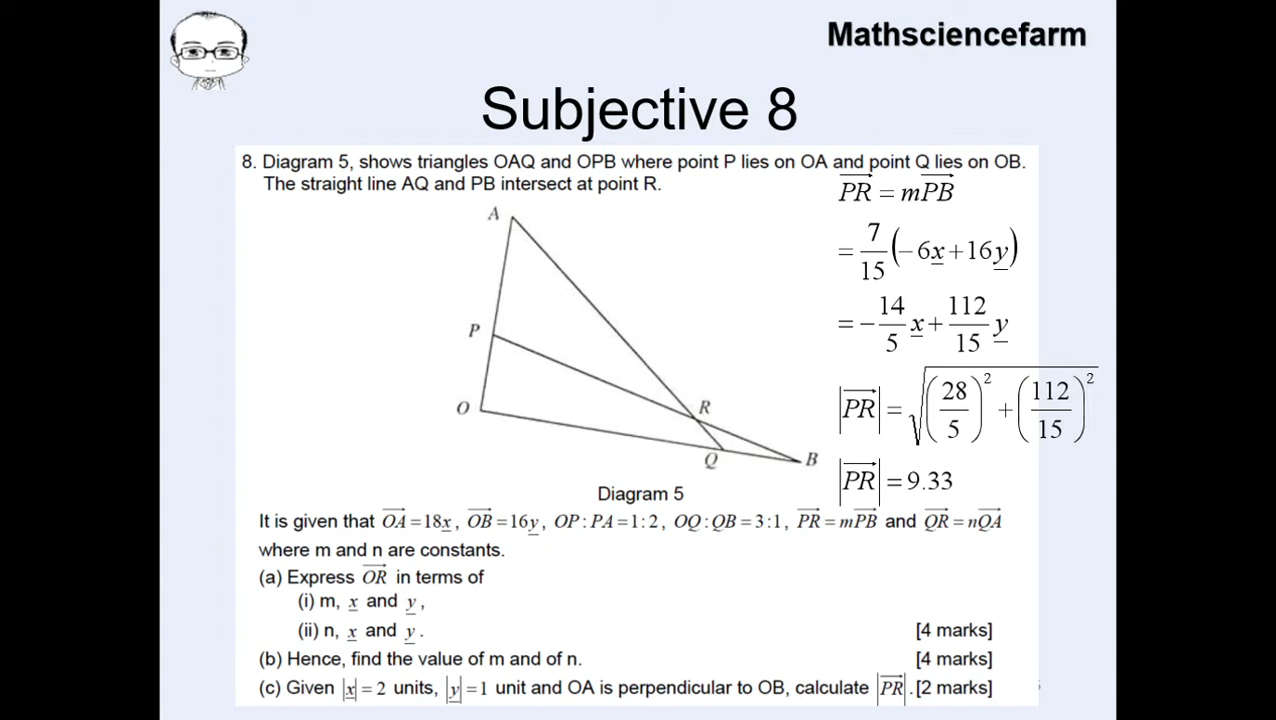 Mathsciencefarm
Subjective 8
8. Diagram 5, shows triangles OAQ and OPB where point P lies on OA and point Q lies on OB.
The straight line AQ and PB intersect at point R.
PR = mPB
= 7/15 (−6x + 16y)
= − 14/5 x + 112/15 y
|PR| = √((28/5)² + (112/15)²)
|PR| = 9.33
A
P
O
R
Q
B
Diagram 5
It is given that OA = 18x, OB = 16y, OP : PA = 1 : 2, OQ : QB = 3 : 1, PR = mPB and QR = nQA
where m and n are constants.
(a) Express OR in terms of
(i) m, x and y,
(ii) n, x and y. [4 marks]
(b) Hence, find the value of m and of n. [4 marks]
(c) Given |x| = 2 units, |y| = 1 unit and OA is perpendicular to OB, calculate |PR|. [2 marks]